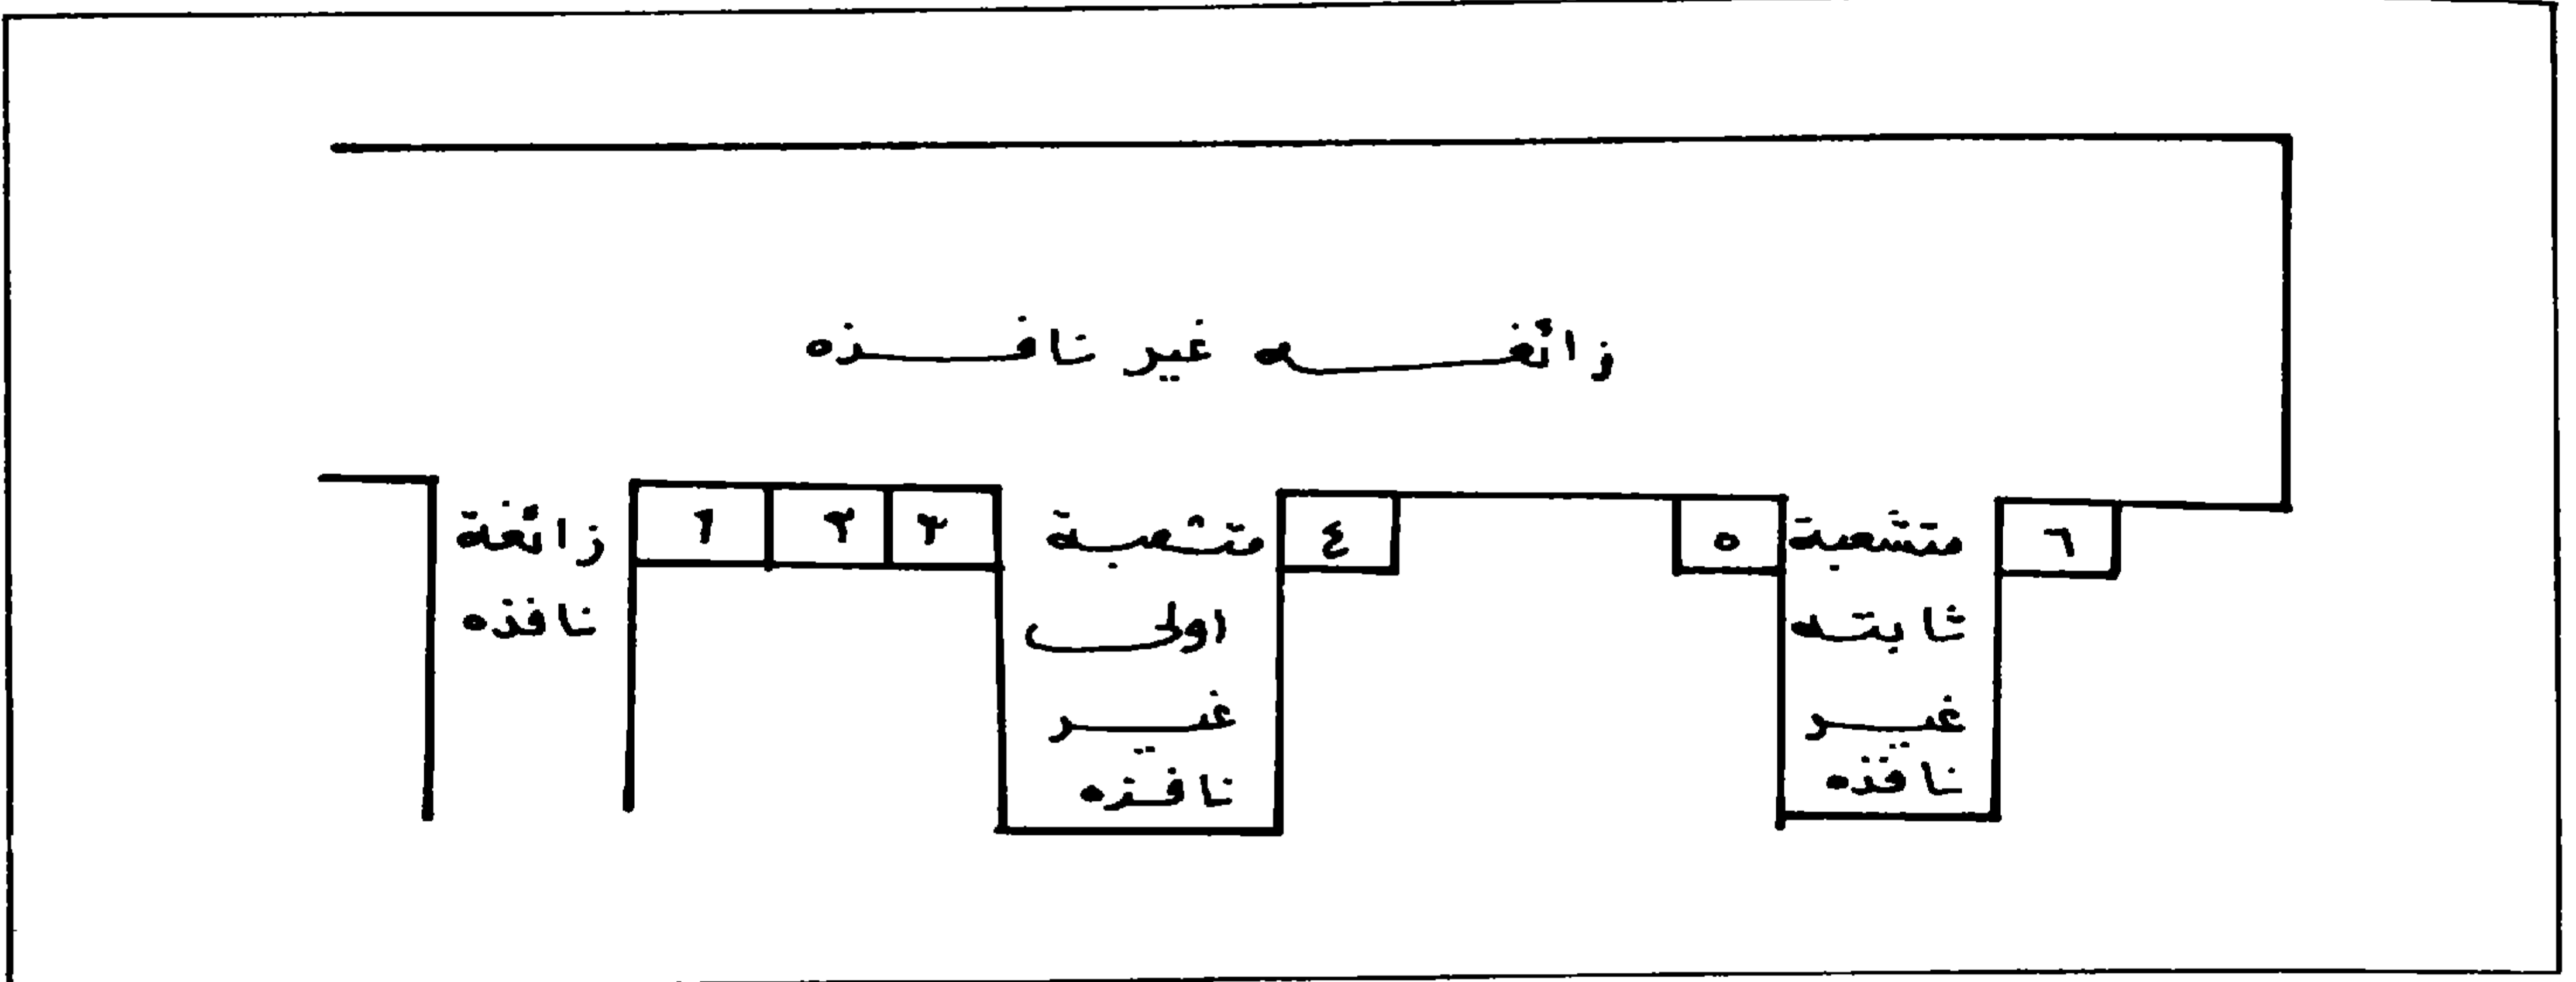 زائغه غير نافذه
٦
متشعبة
ثابته
غير
نافذه
٥
٤
متشعبة
اولى
غير
نافذه
٣
٢
١
زائغة
نافذه